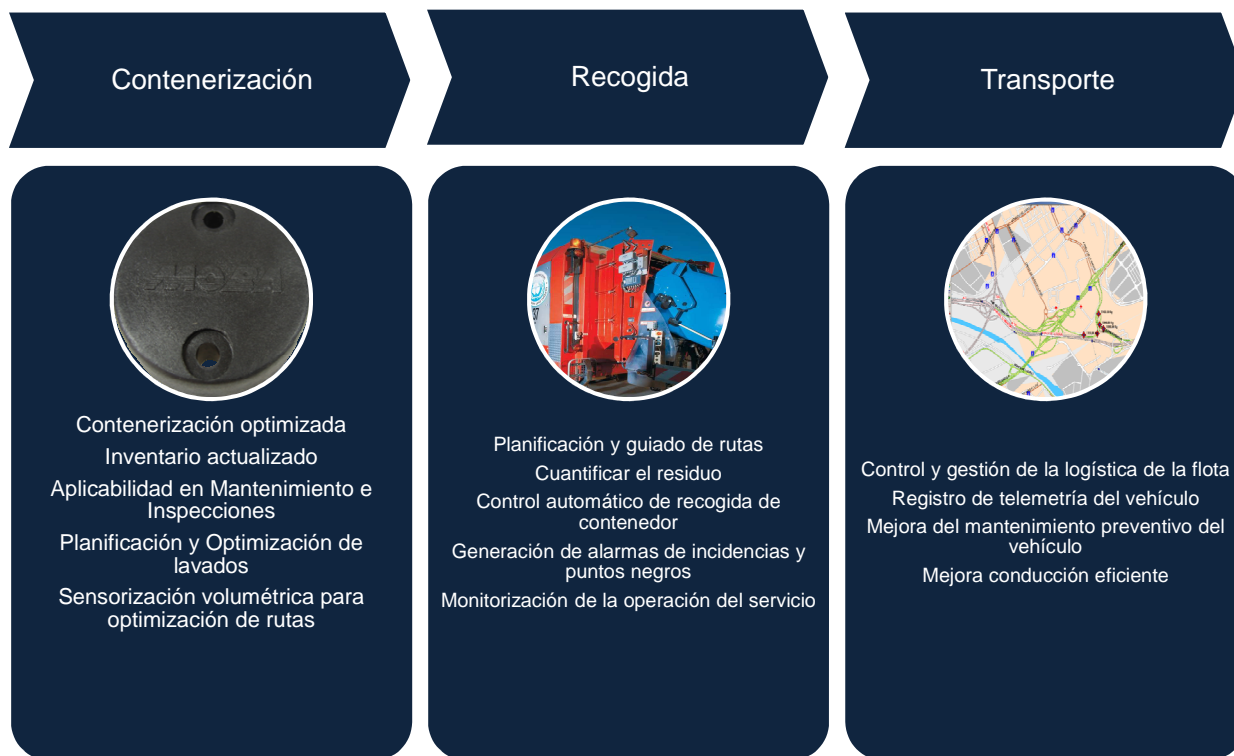 Contenerización
Recogida
Transporte
Contenerización optimizada
Inventario actualizado
Aplicabilidad en Mantenimiento e
Inspecciones
Planificación y Optimización de
lavados
Sensorización volumétrica para
optimización de rutas
Planificación y guiado de rutas
Cuantificar el residuo
Control automático de recogida de
contenedor
Generación de alarmas de incidencias y
puntos negros
Monitorización de la operación del servicio
Control y gestión de la logística de la flota
Registro de telemetría del vehículo
Mejora del mantenimiento preventivo del
vehículo
Mejora conducción eficiente